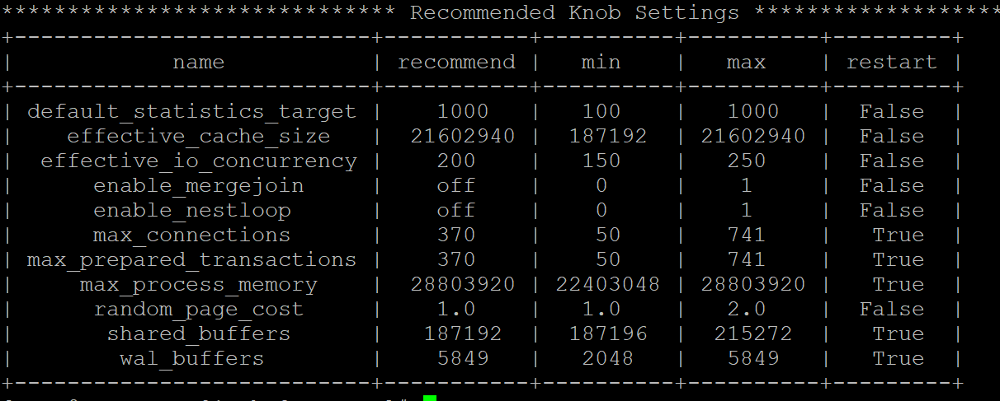 ****************************** Recommended Knob Settings *******************
+---------------------------+-----------+----------+----------+---------+
| name | recommend | min | max | restart |
+---------------------------+-----------+----------+----------+---------+
| default_statistics_target | 1000 | 100 | 1000 | False |
| effective_cache_size | 21602940 | 187192 | 21602940 | False |
| effective_io_concurrency | 200 | 150 | 250 | False |
| enable_mergejoin | off | 0 | 1 | False |
| enable_nestloop | off | 0 | 1 | False |
| max_connections | 370 | 50 | 741 | True |
| max_prepared_transactions | 370 | 50 | 741 | True |
| max_process_memory | 28803920 | 22403048 | 28803920 | True |
| random_page_cost | 1.0 | 1.0 | 2.0 | False |
| shared_buffers | 187192 | 187196 | 215272 | True |
| wal_buffers | 5849 | 2048 | 5849 | True |
+---------------------------+-----------+----------+----------+---------+